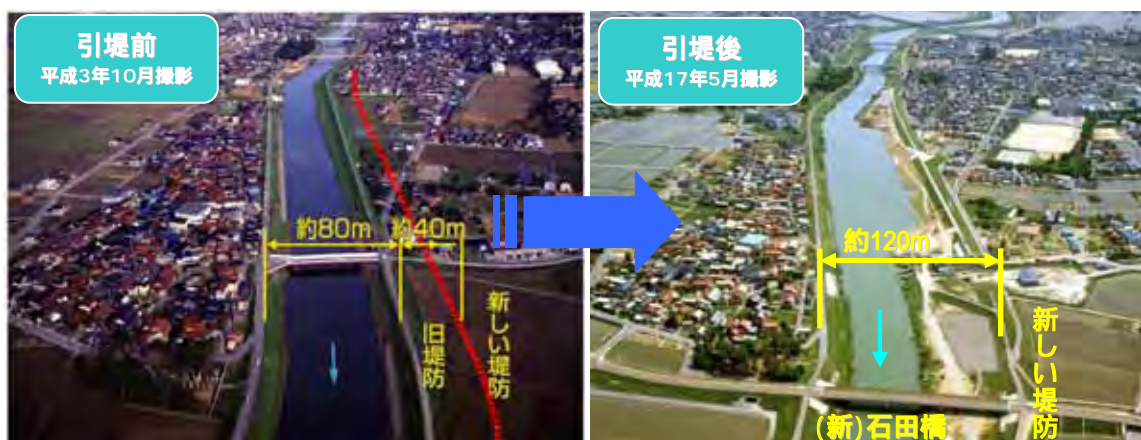 引堤前
平成3年10月撮影
約80m
約40m
旧堤防
新しい堤防
引堤後
平成17年5月撮影
約120m
新しい堤防
(新)石田橋